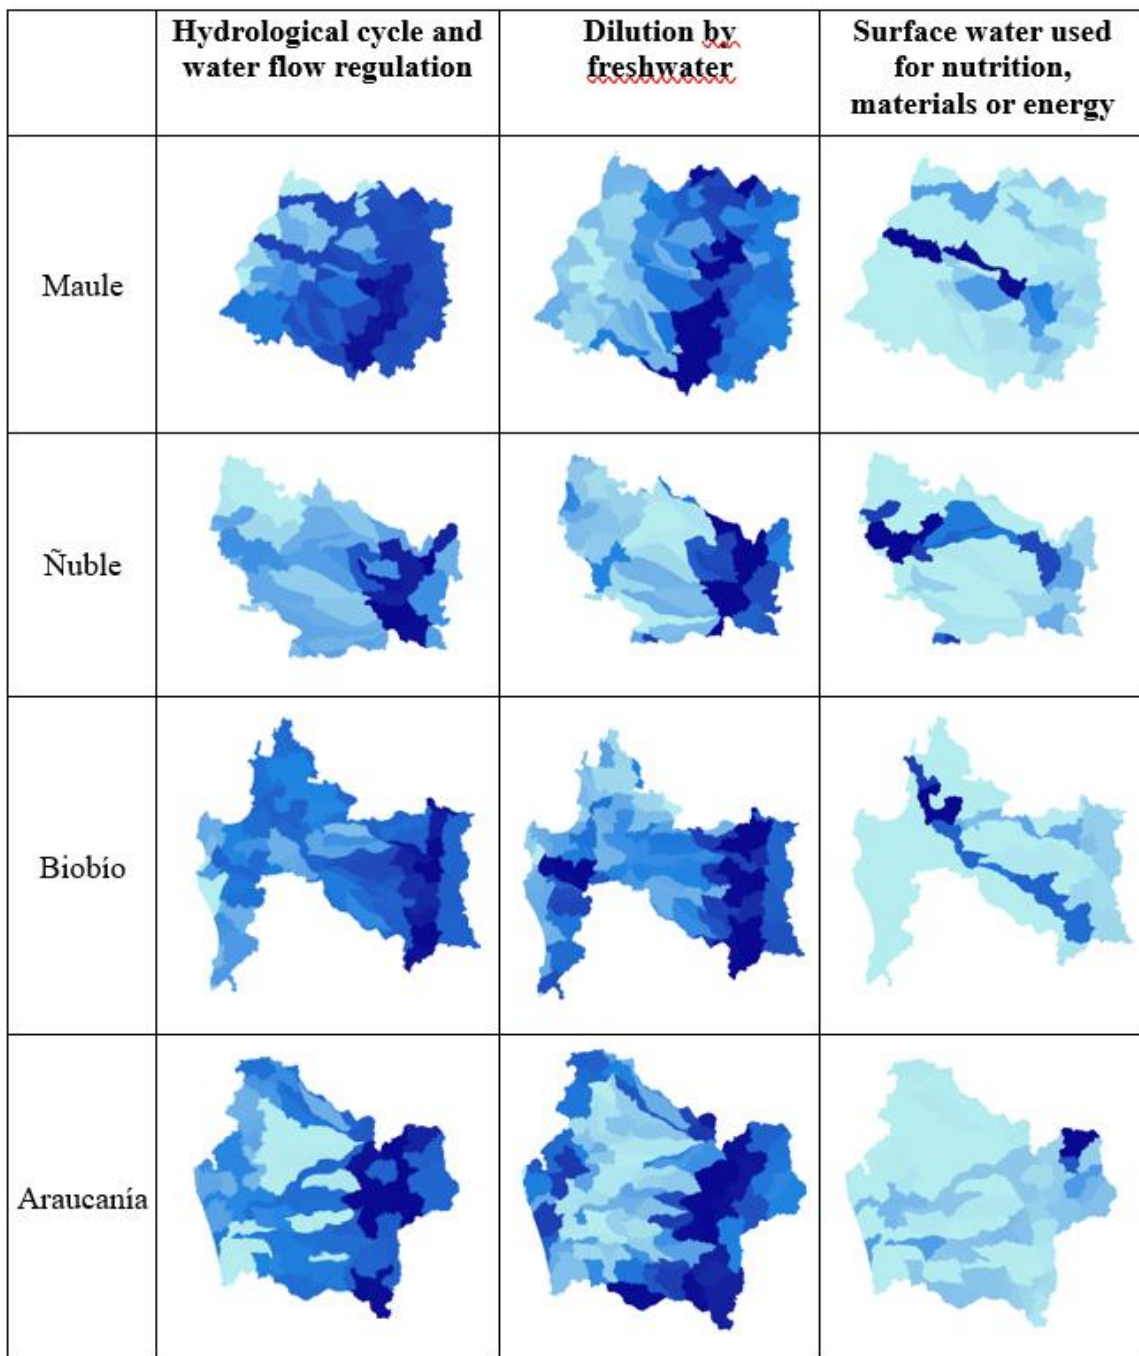 Hydrological cycle and
water flow regulation
Dilution by
freshwater
Surface water used
for nutrition,
materials or energy
Maule
Ñuble
Biobío
Araucanía